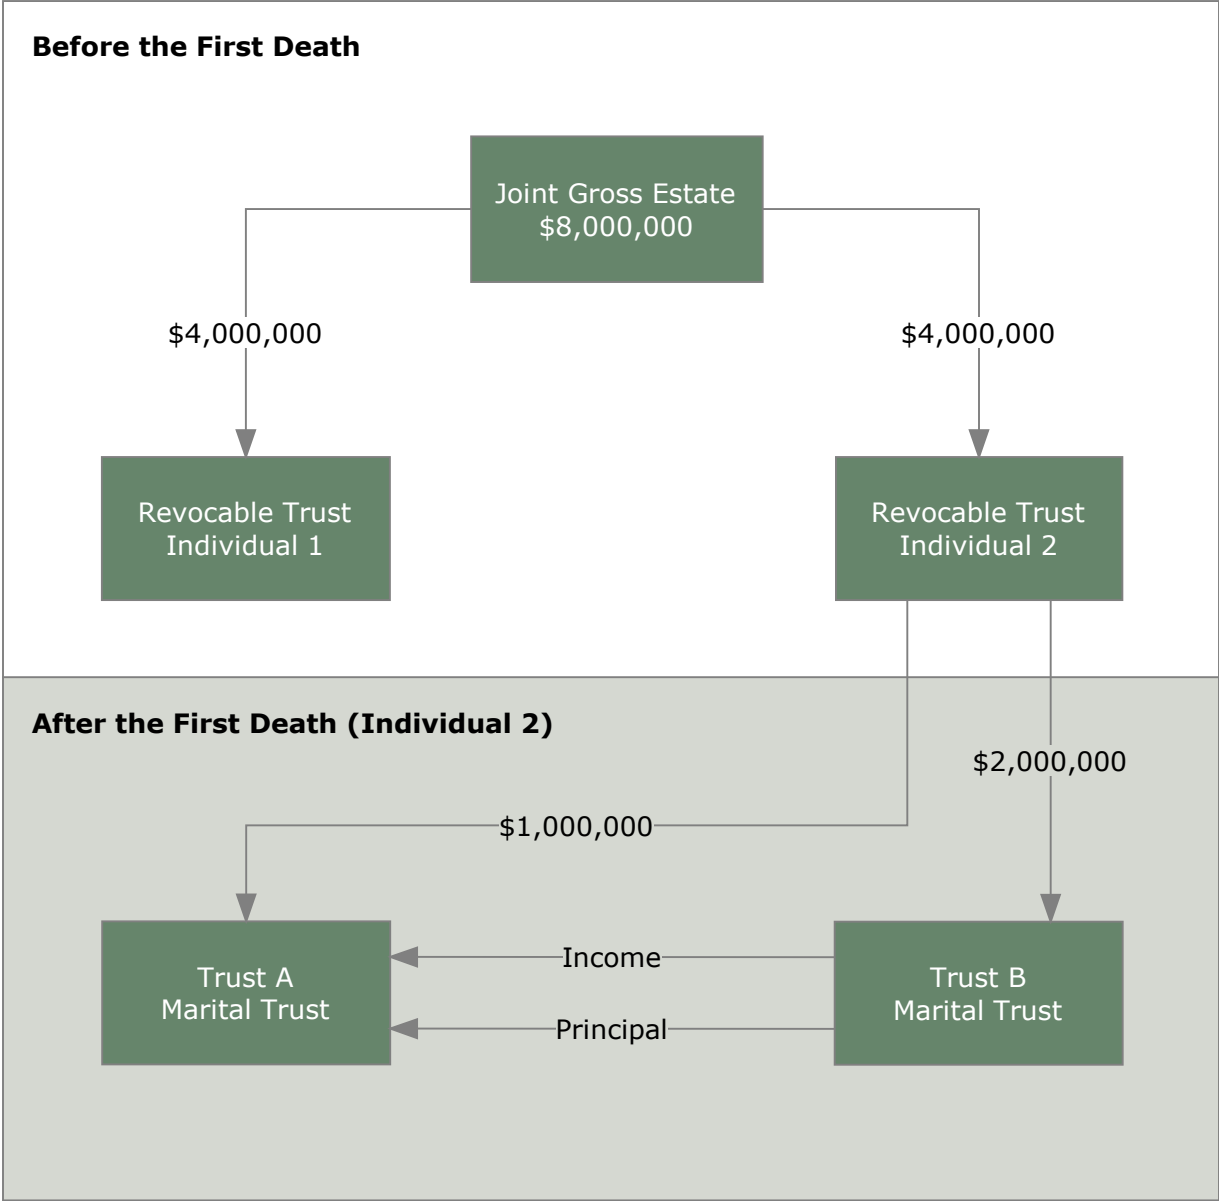 Before the First Death
Joint Gross Estate
$8,000,000
$4,000,000
$4,000,000
Revocable Trust
Individual 1
Revocable Trust
Individual 2
After the First Death (Individual 2)
$2,000,000
$1,000,000
Trust A
Marital Trust
Income
Principal
Trust B
Marital Trust